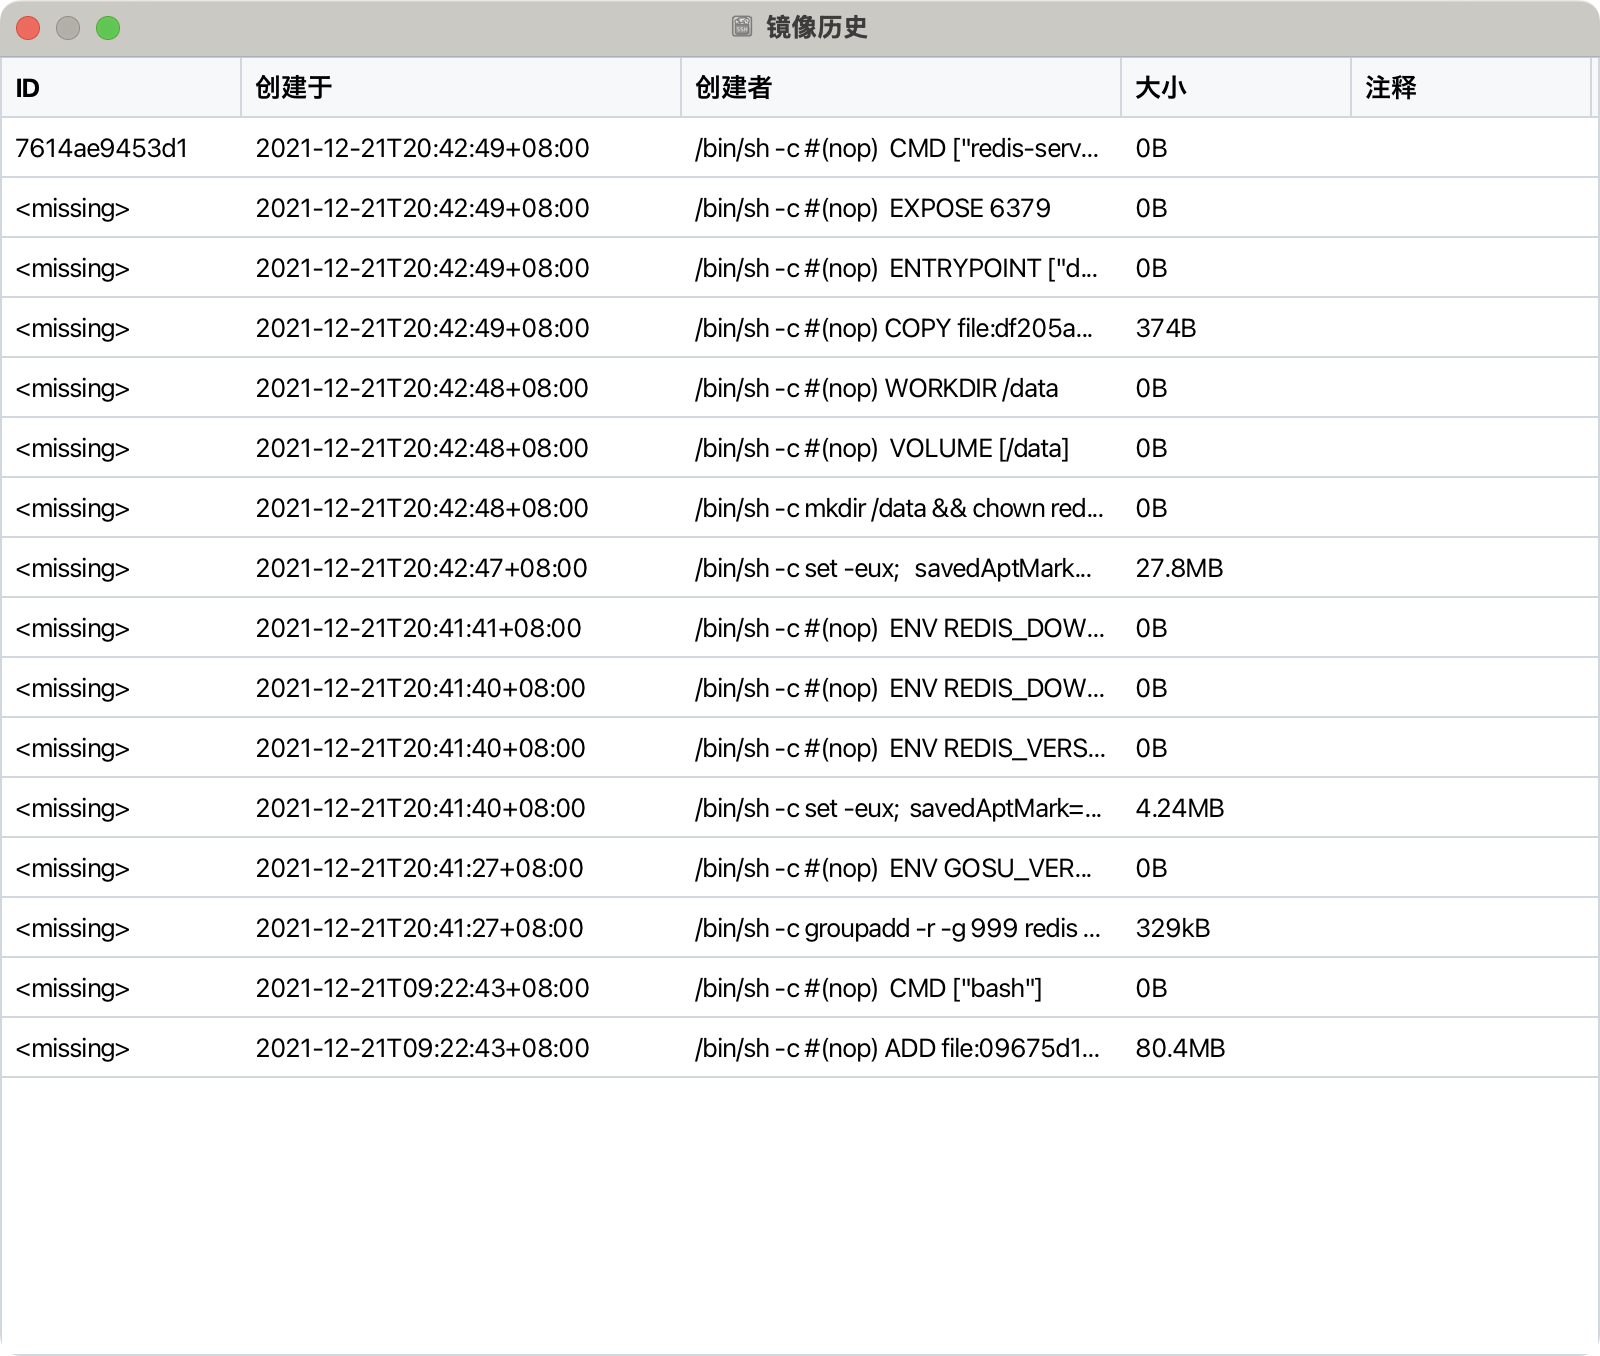 镜像历史
ID 创建于 创建者 大小 注释
7614ae9453d1 2021-12-21T20:42:49+08:00 /bin/sh -c #(nop)  CMD ["redis-serv... 0B
<missing> 2021-12-21T20:42:49+08:00 /bin/sh -c #(nop)  EXPOSE 6379 0B
<missing> 2021-12-21T20:42:49+08:00 /bin/sh -c #(nop)  ENTRYPOINT ["d... 0B
<missing> 2021-12-21T20:42:49+08:00 /bin/sh -c #(nop) COPY file:df205a... 374B
<missing> 2021-12-21T20:42:48+08:00 /bin/sh -c #(nop) WORKDIR /data 0B
<missing> 2021-12-21T20:42:48+08:00 /bin/sh -c #(nop)  VOLUME [/data] 0B
<missing> 2021-12-21T20:42:48+08:00 /bin/sh -c mkdir /data && chown red... 0B
<missing> 2021-12-21T20:42:47+08:00 /bin/sh -c set -eux;   savedAptMark... 27.8MB
<missing> 2021-12-21T20:41:41+08:00 /bin/sh -c #(nop)  ENV REDIS_DOW... 0B
<missing> 2021-12-21T20:41:40+08:00 /bin/sh -c #(nop)  ENV REDIS_DOW... 0B
<missing> 2021-12-21T20:41:40+08:00 /bin/sh -c #(nop)  ENV REDIS_VERS... 0B
<missing> 2021-12-21T20:41:40+08:00 /bin/sh -c set -eux;  savedAptMark=... 4.24MB
<missing> 2021-12-21T20:41:27+08:00 /bin/sh -c #(nop)  ENV GOSU_VER... 0B
<missing> 2021-12-21T20:41:27+08:00 /bin/sh -c groupadd -r -g 999 redis ... 329kB
<missing> 2021-12-21T09:22:43+08:00 /bin/sh -c #(nop)  CMD ["bash"] 0B
<missing> 2021-12-21T09:22:43+08:00 /bin/sh -c #(nop) ADD file:09675d1... 80.4MB